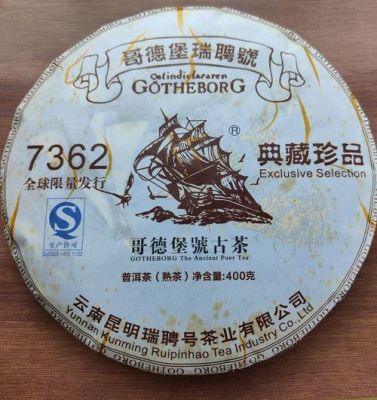 哥德堡瑞聘號
Ostindiefararen
GÖTHEBORG
®
7362
全球限量发行
典藏珍品
Exclusive Selection
生产许可
哥德堡號古茶
GOTHEBORG The Ancient Puer Tea
普洱茶（熟茶）净含量:400克
云南昆明瑞聘号茶业有限公司
Yunnan Kunming Ruipinhao Tea Industry Co.,Ltd